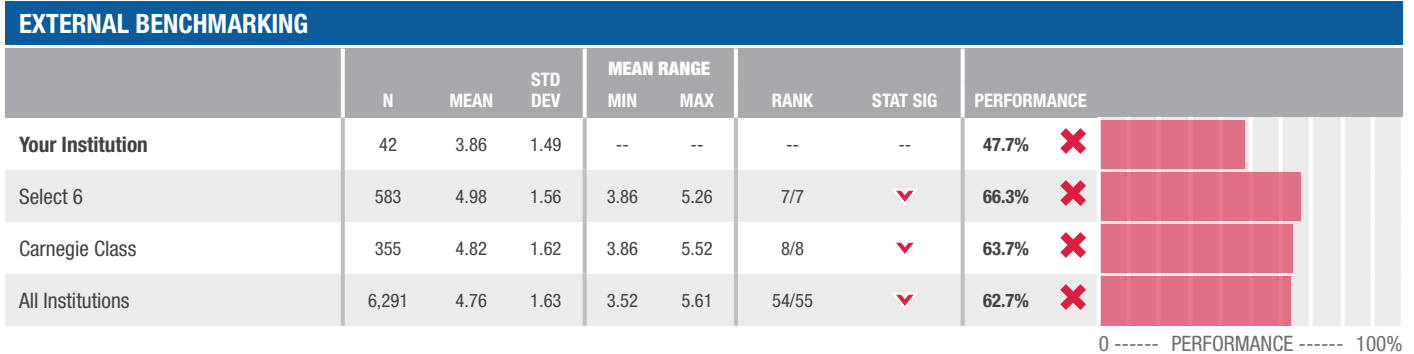 EXTERNAL BENCHMARKING
N MEAN STD DEV MEAN RANGE MIN MAX RANK STAT SIG PERFORMANCE
Your Institution 42 3.86 1.49 -- -- -- -- 47.7%
Select 6 583 4.98 1.56 3.86 5.26 7/7 66.3%
Carnegie Class 355 4.82 1.62 3.86 5.52 8/8 63.7%
All Institutions 6,291 4.76 1.63 3.52 5.61 54/55 62.7%
0 ------ PERFORMANCE ------ 100%